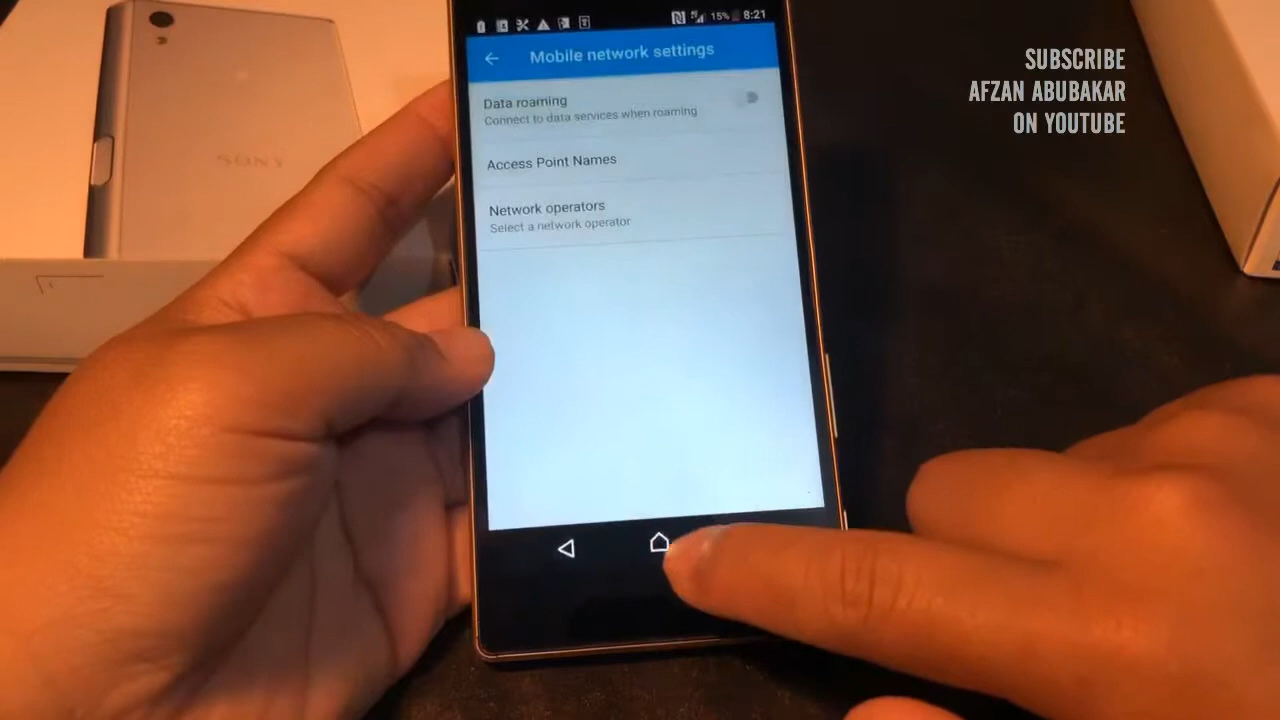 15% 8:21
Mobile network settings
Data roaming
Connect to data services when roaming
Access Point Names
Network operators
Select a network operator
SONY
SUBSCRIBE
AFZAN ABUBAKAR
ON YOUTUBE